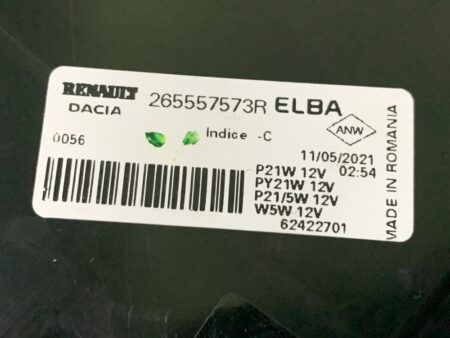 RENAULT
DACIA
265557573R ELBA
Indice -C
ANW
0056
11/05/2021
02:54
P21W 12V
PY21W 12V
P21/5W 12V
W5W 12V
62422701
MADE IN ROMANIA